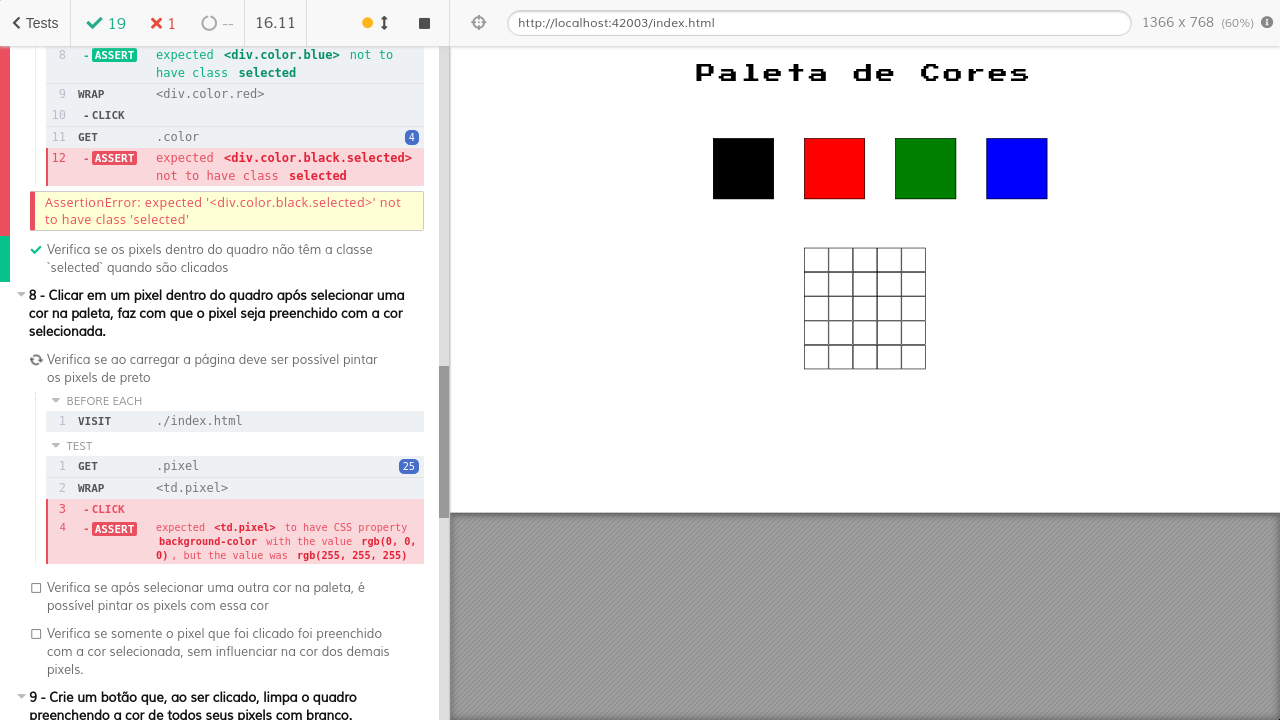 Tests
19
1
--
16.11
http://localhost:42003/index.html
1366 x 768 (60%)
8 - ASSERT expected <div.color.blue> not to
have class selected
9 WRAP <div.color.red>
10 - CLICK
11 GET .color 4
12 - ASSERT expected <div.color.black.selected>
not to have class selected
AssertionError: expected '<div.color.black.selected>' not
to have class 'selected'
Verifica se os pixels dentro do quadro não têm a classe
`selected` quando são clicados
8 - Clicar em um pixel dentro do quadro após selecionar uma
cor na paleta, faz com que o pixel seja preenchido com a cor
selecionada.
Verifica se ao carregar a página deve ser possível pintar
os pixels de preto
BEFORE EACH
1 VISIT ./index.html
TEST
1 GET .pixel 25
2 WRAP <td.pixel>
3 - CLICK
4 - ASSERT expected <td.pixel> to have CSS property
background-color with the value rgb(0, 0,
0) , but the value was rgb(255, 255, 255)
Verifica se após selecionar uma outra cor na paleta, é
possível pintar os pixels com essa cor
Verifica se somente o pixel que foi clicado foi preenchido
com a cor selecionada, sem influenciar na cor dos demais
pixels.
9 - Crie um botão que, ao ser clicado, limpa o quadro
preenchendo a cor de todos seus pixels com branco.
Paleta de Cores